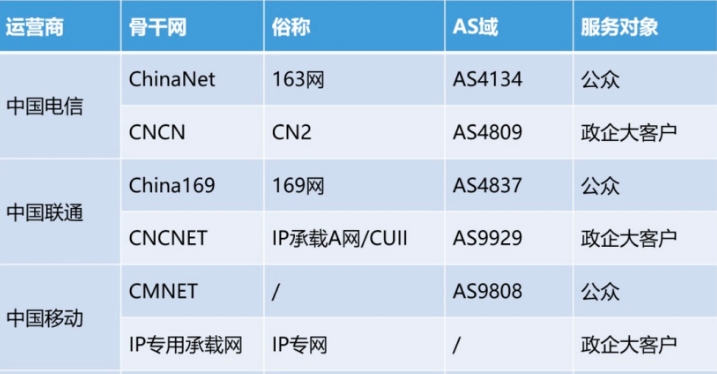 运营商 骨干网 俗称 AS域 服务对象
中国电信 ChinaNet 163网 AS4134 公众
CNCN CN2 AS4809 政企大客户
中国联通 China169 169网 AS4837 公众
CNCNET IP承载A网/CUII AS9929 政企大客户
中国移动 CMNET / AS9808 公众
IP专用承载网 IP专网 / 政企大客户